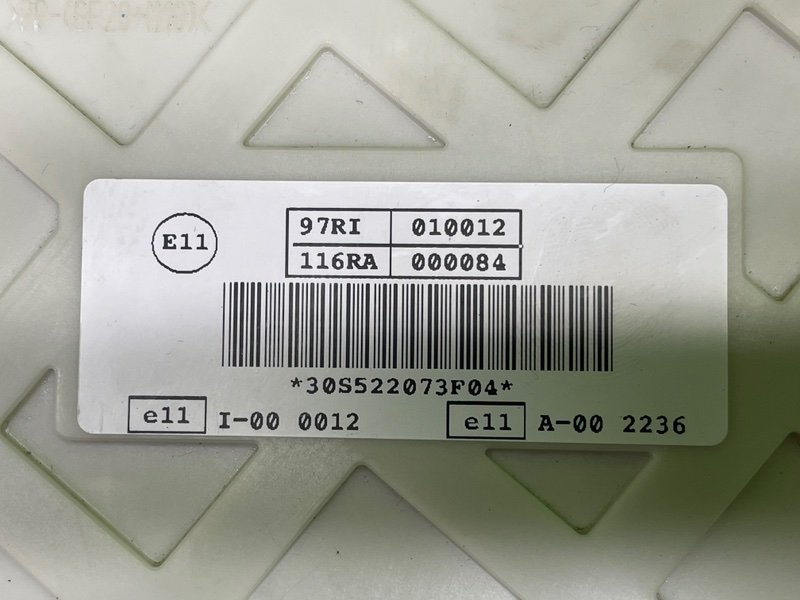 E11
97RI 010012
116RA 000084
*30S522073F04*
e11 I-00 0012 e11 A-00 2236